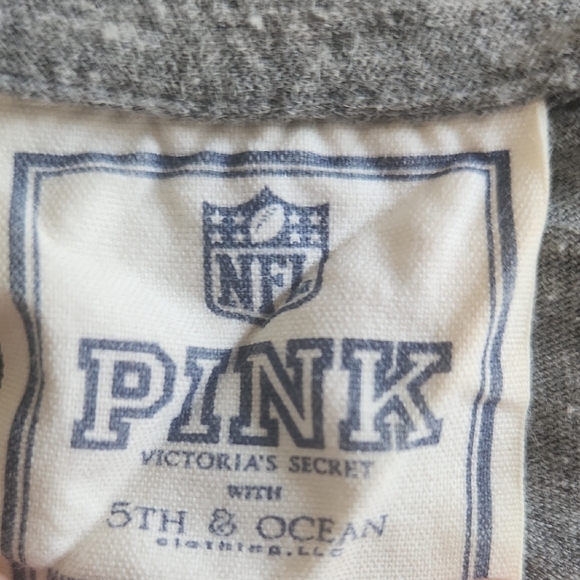 NFL
PINK
VICTORIA'S SECRET
WITH
5TH & OCEAN
CLOTHING, LLC